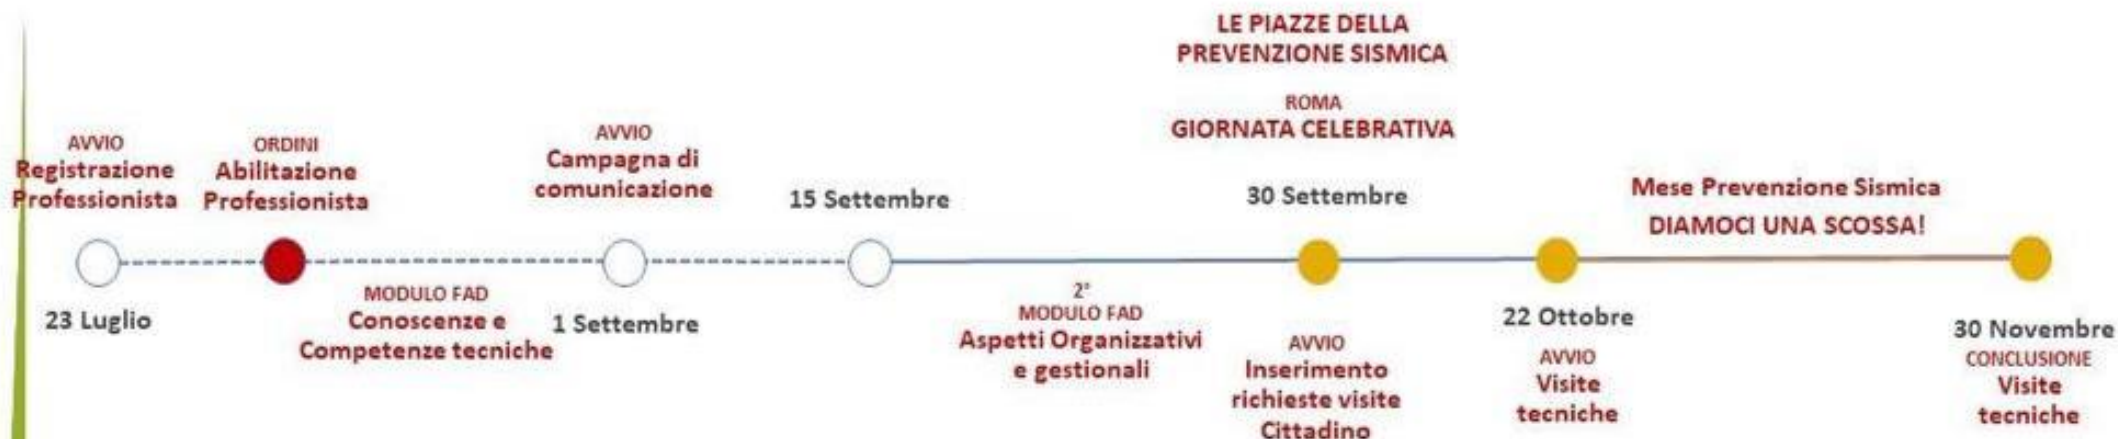 AVVIO
Registrazione
Professionista
23 Luglio
ORDINI
Abilitazione
Professionista
MODULO FAD
Conoscenze e
Competenze tecniche
AVVIO
Campagna di
comunicazione
1 Settembre
15 Settembre
2°
MODULO FAD
Aspetti Organizzativi
e gestionali
LE PIAZZE DELLA
PREVENZIONE SISMICA
ROMA
GIORNATA CELEBRATIVA
30 Settembre
AVVIO
Inserimento
richieste visite
Cittadino
22 Ottobre
AVVIO
Visite
tecniche
Mese Prevenzione Sismica
DIAMOCI UNA SCOSSA!
30 Novembre
CONCLUSIONE
Visite
tecniche